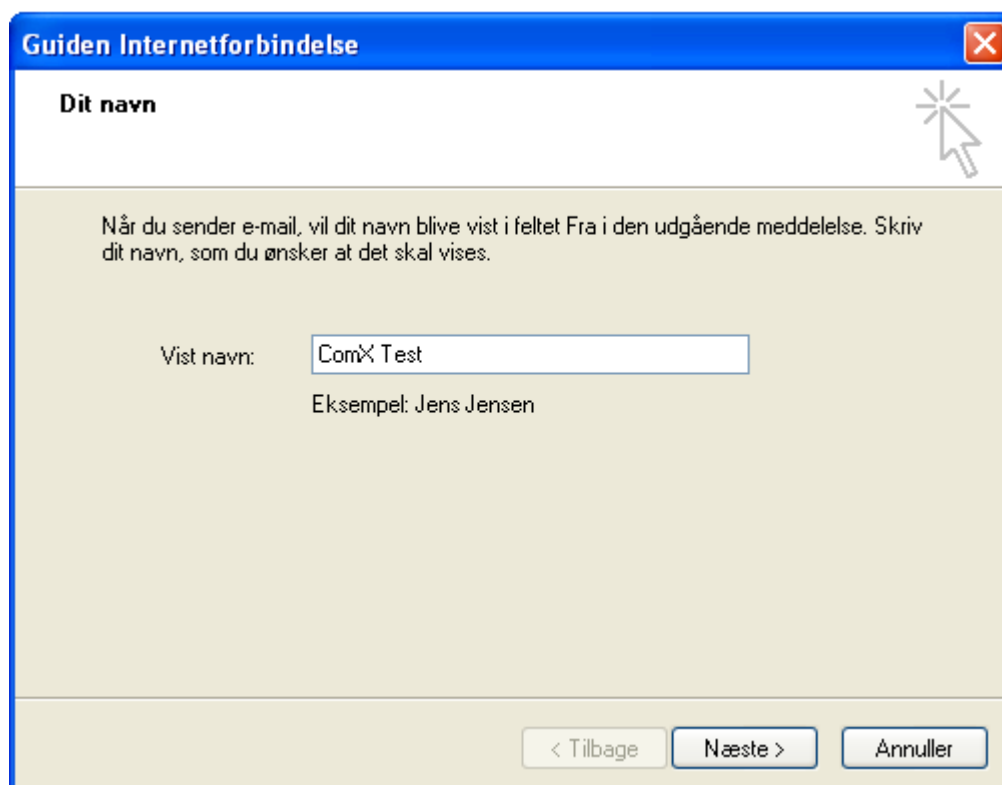 Guiden Internetforbindelse
Dit navn
Når du sender e-mail, vil dit navn blive vist i feltet Fra i den udgående meddelelse. Skriv
dit navn, som du ønsker at det skal vises.
Vist navn: ComX Test
Eksempel: Jens Jensen
< Tilbage Næste > Annuller